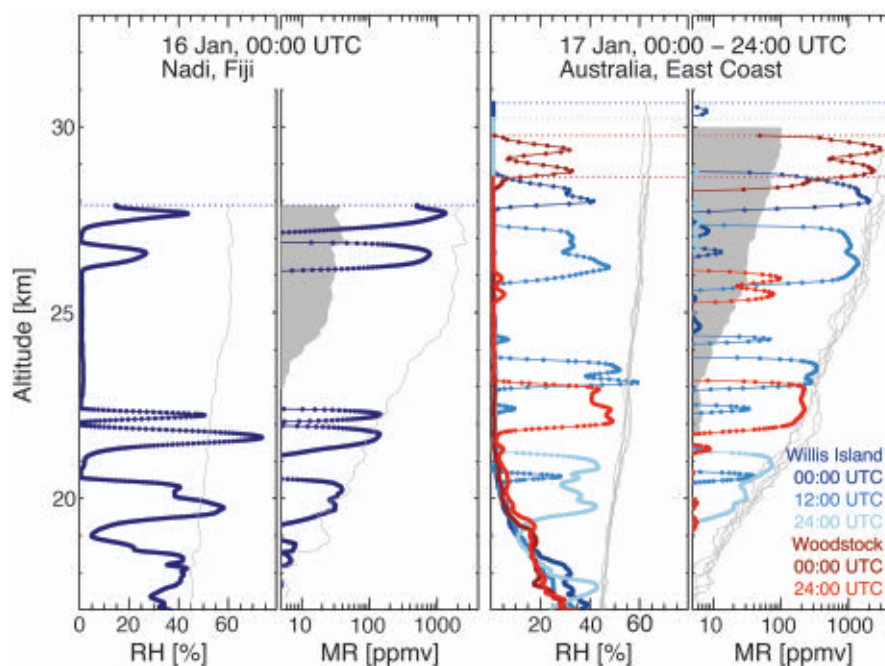 16 Jan, 00:00 UTC
Nadi, Fiji
17 Jan, 00:00 – 24:00 UTC
Australia, East Coast
Altitude [km]
30
25
20
Willis Island
00:00 UTC
12:00 UTC
24:00 UTC
Woodstock
00:00 UTC
24:00 UTC
0 20 40 60 10 100 1000 20 40 60 10 100 1000
RH [%] MR [ppmv] RH [%] MR [ppmv]